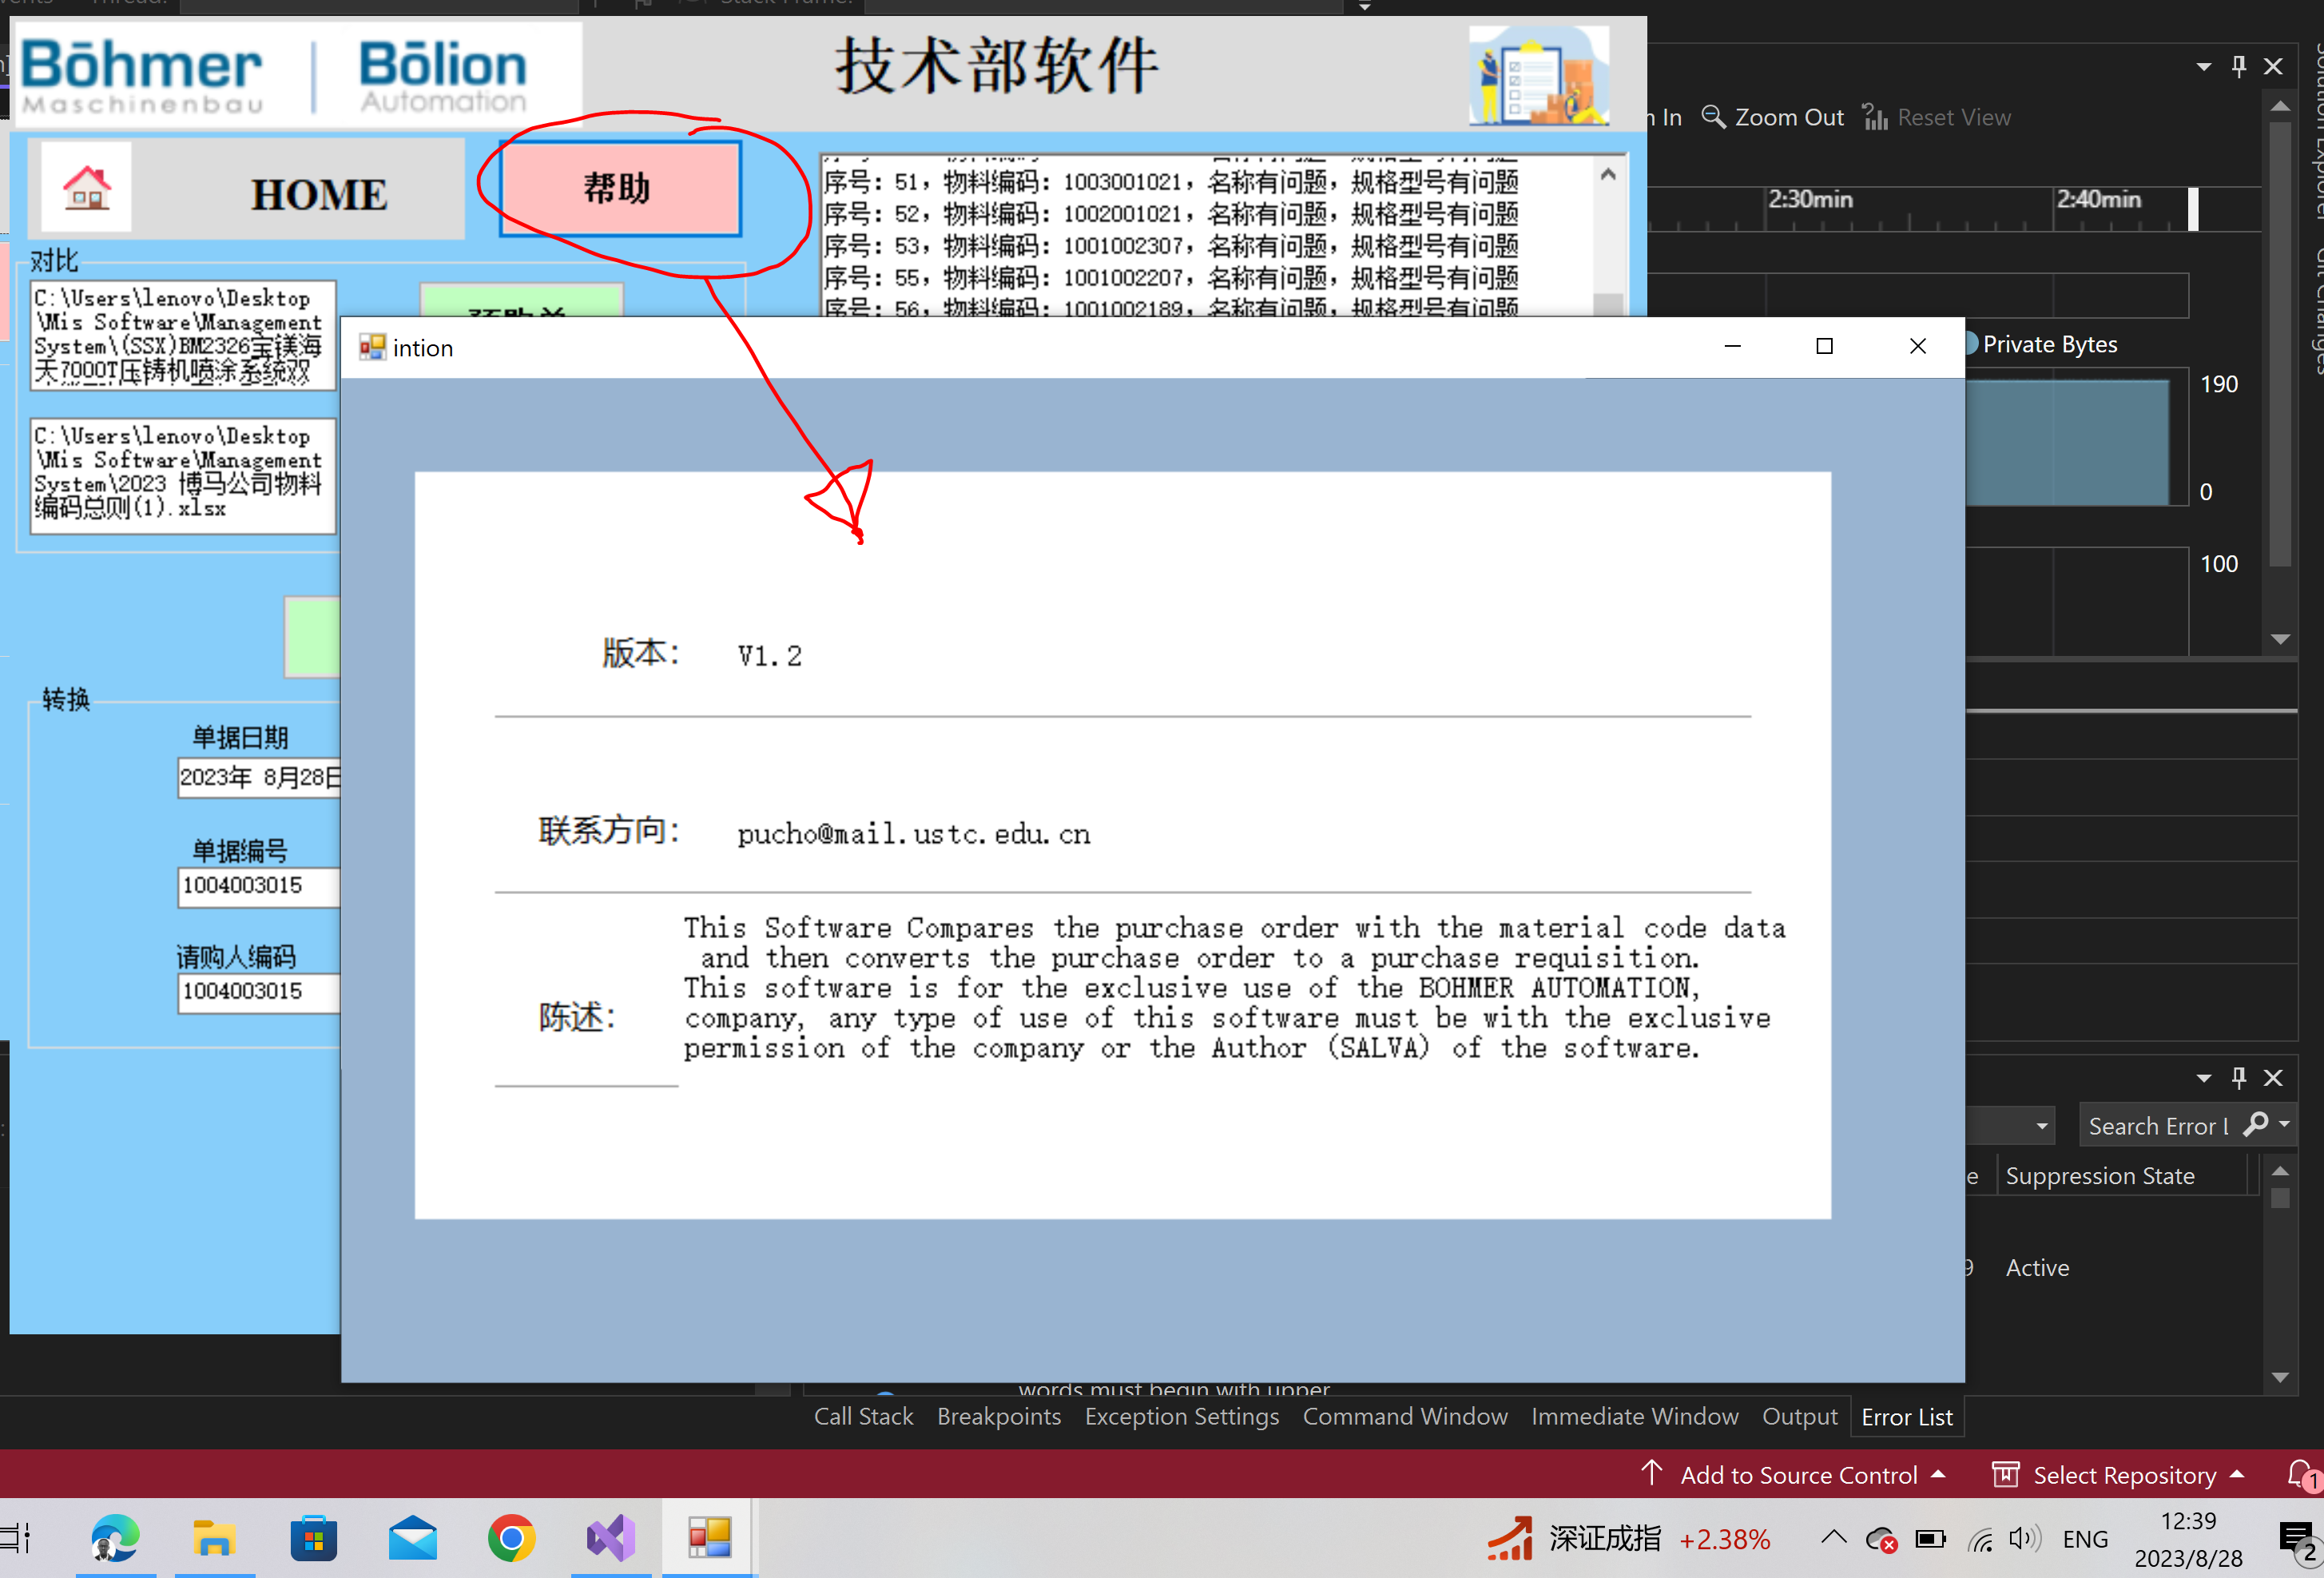 Böhmer
Maschinenbau
Bölion
Automation
技术部软件
HOME
帮助
序号：51，物料编码：1003001021，名称有问题，规格型号有问题
序号：52，物料编码：1002001021，名称有问题，规格型号有问题
序号：53，物料编码：1001002307，名称有问题，规格型号有问题
序号：55，物料编码：1001002207，名称有问题，规格型号有问题
序号：56，物料编码：1001002189，名称有问题，规格型号有问题
对比
C:\Users\lenovo\Desktop
\Mis Software\Management
System\(SSX)BM2326宝镁海
天7000T压铸机喷涂系统双
C:\Users\lenovo\Desktop
\Mis Software\Management
System\2023 博马公司物料
编码总则(1).xlsx
转换
单据日期
2023年 8月28日
单据编号
1004003015
请购人编码
1004003015
intion
版本：
V1.2
联系方向：
pucho@mail.ustc.edu.cn
陈述：
This Software Compares the purchase order with the material code data
and then converts the purchase order to a purchase requisition.
This software is for the exclusive use of the BOHMER AUTOMATION,
company, any type of use of this software must be with the exclusive
permission of the company or the Author (SALVA) of the software.
In
Zoom Out
Reset View
2:30min
2:40min
Private Bytes
190
0
100
Solution Explorer
Git Changes
Search Error L
e
Suppression State
9
Active
words must begin with upper
Call Stack
Breakpoints
Exception Settings
Command Window
Immediate Window
Output
Error List
Add to Source Control
Select Repository
1
深证成指 +2.38%
ENG
12:39
2023/8/28
2